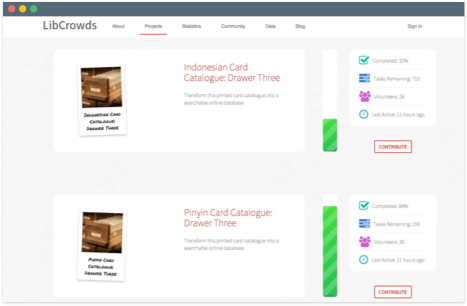 LibCrowds
About Projects Statistics Community Data Blog Sign in
INDONESIAN CARD
CATALOGUE:
DRAWER THREE
Indonesian Card
Catalogue: Drawer Three
Transform this printed card catalogue into a
searchable online database
Completed: 32%
Tasks Remaining: 710
Volunteers: 26
Last Active: 21 hours ago
CONTRIBUTE
PINYIN CARD
CATALOGUE:
DRAWER THREE
Pinyin Card Catalogue:
Drawer Three
Transform this printed card catalogue into a
searchable online database.
Completed: 89%
Tasks Remaining: 150
Volunteers: 30
Last Active: 21 hours ago
CONTRIBUTE